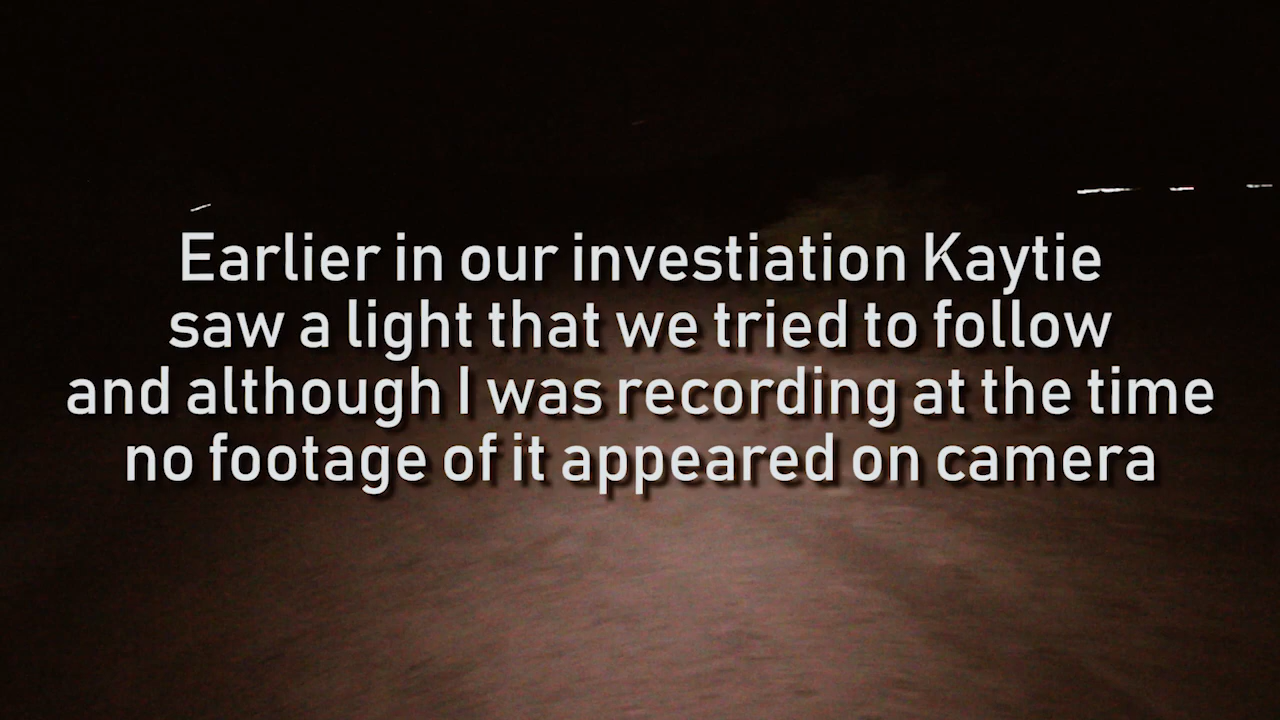 Earlier in our investiation Kaytie
saw a light that we tried to follow
and although I was recording at the time
no footage of it appeared on camera